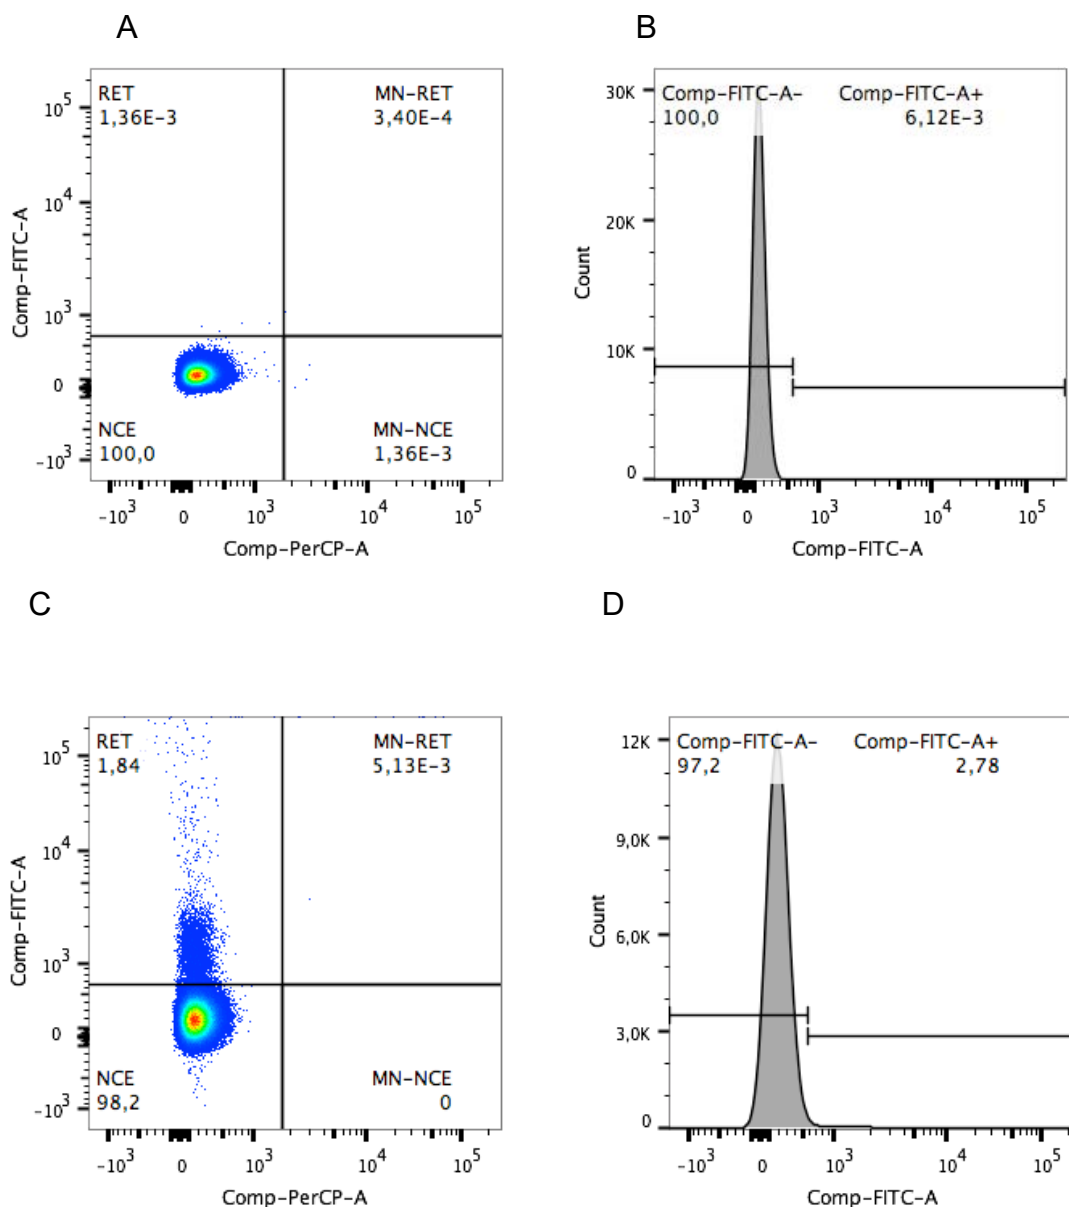 A
B
RET
1,36E-3
MN-RET
3,40E-4
NCE
100,0
MN-NCE
1,36E-3
10^5
10^4
10^3
0
-10^3
Comp-FITC-A
-10^3 0 10^3 10^4 10^5
Comp-PerCP-A
Comp-FITC-A-
100,0
Comp-FITC-A+
6,12E-3
30K
20K
10K
0
Count
-10^3 0 10^3 10^4 10^5
Comp-FITC-A
C
D
RET
1,84
MN-RET
5,13E-3
NCE
98,2
MN-NCE
0
10^5
10^4
10^3
0
-10^3
Comp-FITC-A
-10^3 0 10^3 10^4 10^5
Comp-PerCP-A
Comp-FITC-A-
97,2
Comp-FITC-A+
2,78
12K
9,0K
6,0K
3,0K
0
Count
-10^3 0 10^3 10^4 10^5
Comp-FITC-A